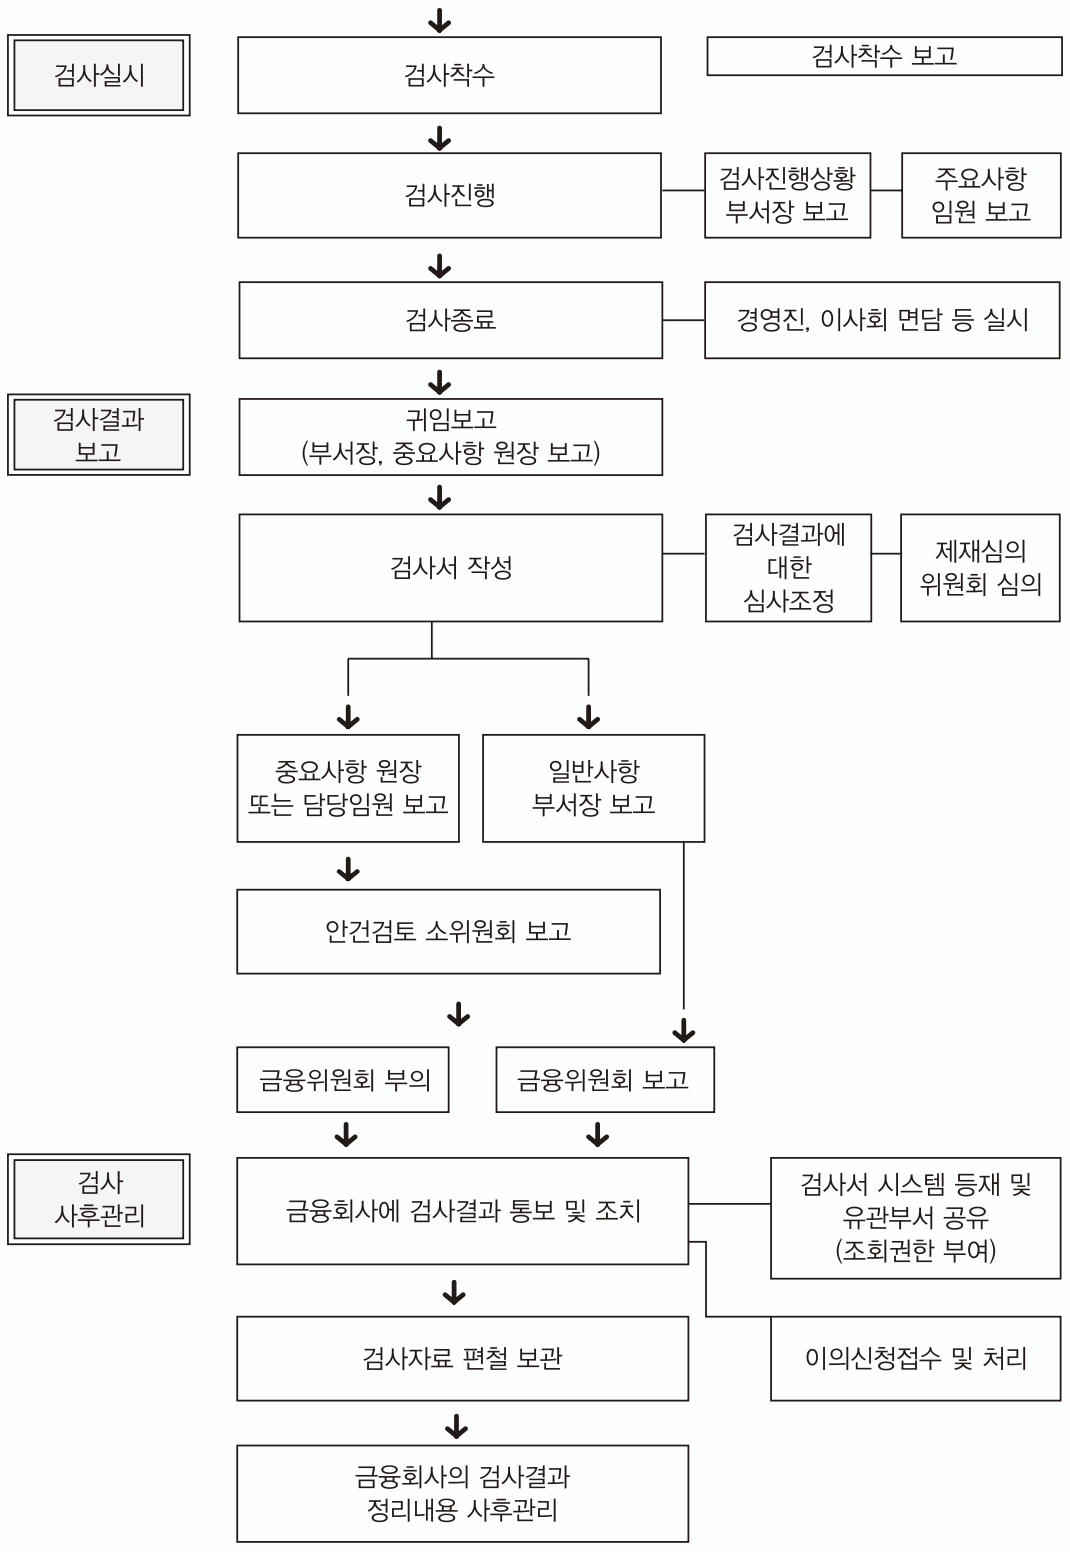 검사실시
검사착수
검사착수 보고
검사진행
검사진행상황
부서장 보고
주요사항
임원 보고
검사종료
경영진, 이사회 면담 등 실시
검사결과
보고
귀임보고
(부서장, 중요사항 원장 보고)
검사서 작성
검사결과에
대한
심사조정
제재심의
위원회 심의
중요사항 원장
또는 담당임원 보고
일반사항
부서장 보고
안건검토 소위원회 보고
금융위원회 부의
금융위원회 보고
검사
사후관리
금융회사에 검사결과 통보 및 조치
검사서 시스템 등재 및
유관부서 공유
(조회권한 부여)
검사자료 편철 보관
이의신청접수 및 처리
금융회사의 검사결과
정리내용 사후관리